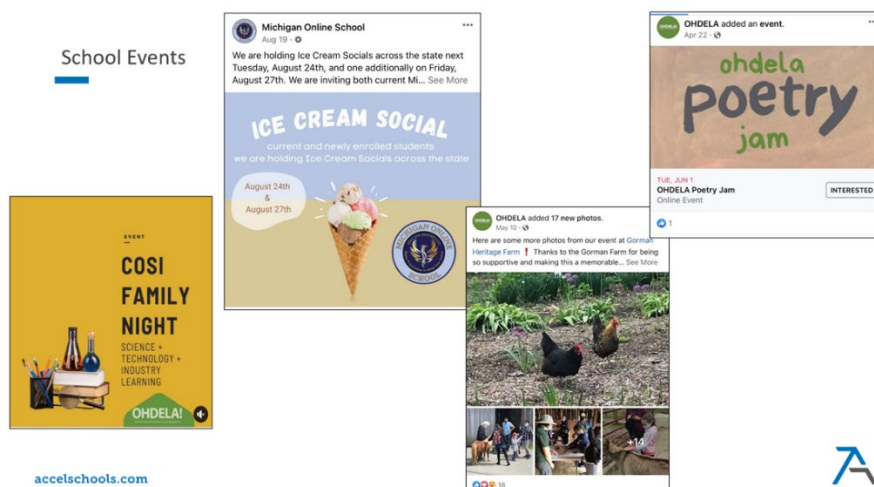 School Events
Michigan Online School
Aug 19 ·
We are holding Ice Cream Socials across the state next
Tuesday, August 24th, and one additionally on Friday,
August 27th. We are inviting both current Mi... See More
ICE CREAM SOCIAL
current and newly enrolled students
we are holding Ice Cream Socials across the state
August 24th
&
August 27th
MICHIGAN ONLINE
SCHOOL
OHDELA added an event.
Apr 22 ·
ohdela
poetry
jam
TUE, JUN 1
OHDELA Poetry Jam
Online Event
INTERESTED
1
EVENT
COSI
FAMILY
NIGHT
SCIENCE +
TECHNOLOGY +
INDUSTRY
LEARNING
OHDELA!
OHDELA added 17 new photos.
May 10 ·
Here are some more photos from our event at Gorman
Heritage Farm ❗ Thanks to the Gorman Farm for being
so supportive and making this a memorable... See More
+14
18
accelschools.com